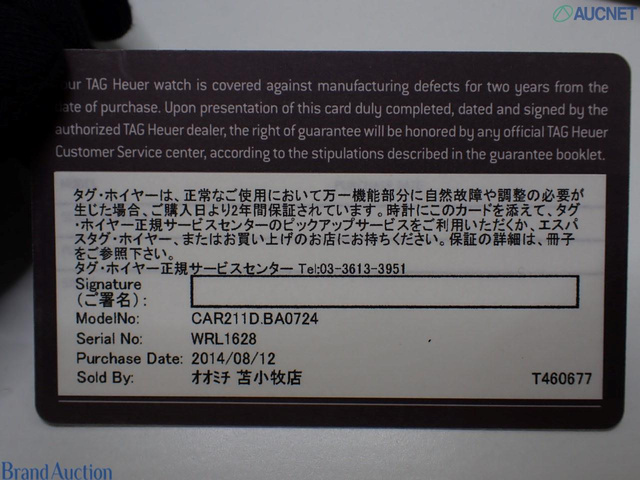 AUCNET
Your TAG Heuer watch is covered against manufacturing defects for two years from the
date of purchase. Upon presentation of this card duly completed, dated and signed by the
authorized TAG Heuer dealer, the right of guarantee will be honored by any official TAG Heuer
Customer Service center, according to the stipulations described in the guarantee booklet.
タグ・ホイヤーは、正常なご使用において万一機能部分に自然故障や調整の必要が
生じた場合、ご購入日より2年間保証されています。時計にこのカードを添えて、タグ
・ホイヤー正規サービスセンターのピックアップサービスをご利用いただくか、エスパ
スタグ・ホイヤー、またはお買い上げのお店にお持ちください。保証の詳細は、冊子
をご参照下さい。
タグ・ホイヤー正規サービスセンター Tel:03-3613-3951
Signature
(ご署名):
ModelNo: CAR211D.BA0724
Serial No: WRL1628
Purchase Date: 2014/08/12
Sold By: オオミチ 苫小牧店 T460677
Brand Auction